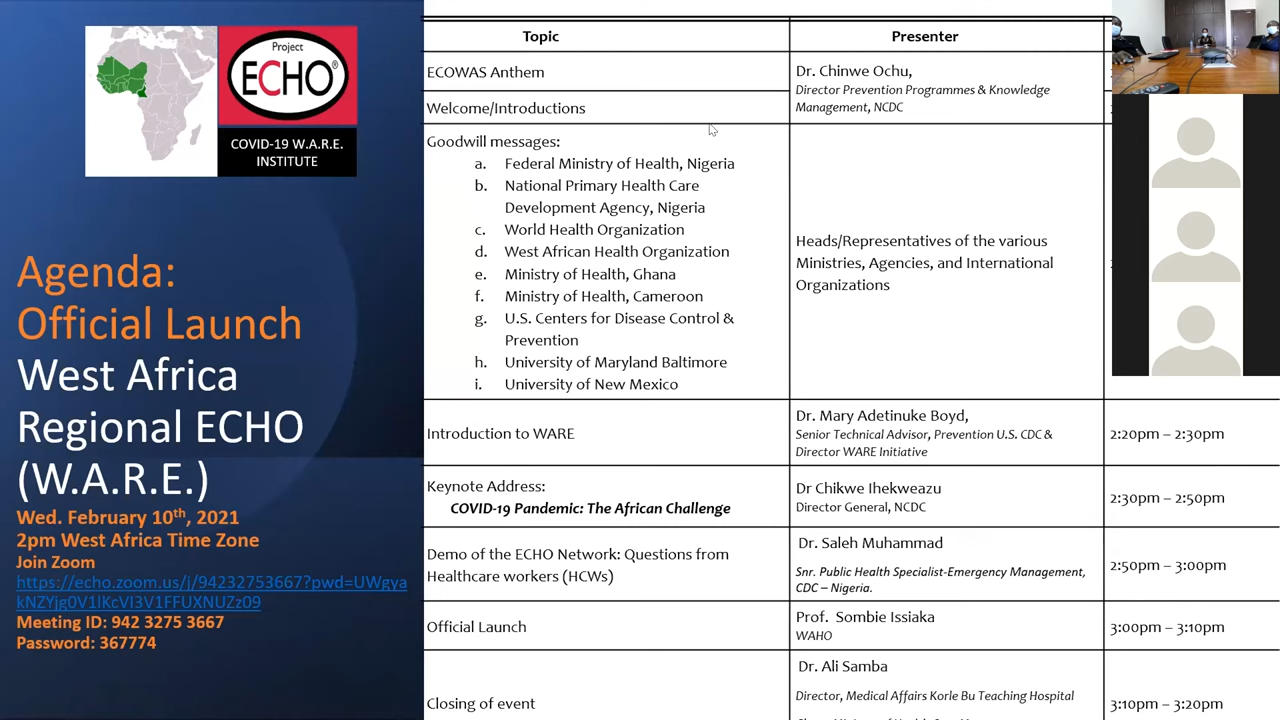 Project
ECHO®
COVID-19 W.A.R.E.
INSTITUTE
Agenda:
Official Launch
West Africa
Regional ECHO
(W.A.R.E.)
Wed. February 10th, 2021
2pm West Africa Time Zone
Join Zoom
https://echo.zoom.us/j/94232753667?pwd=UWgya
kNZYjg0V1lKcVI3V1FFUXNUZz09
Meeting ID: 942 3275 3667
Password: 367774
Topic
Presenter
ECOWAS Anthem
Welcome/Introductions
Dr. Chinwe Ochu,
Director Prevention Programmes & Knowledge
Management, NCDC
Goodwill messages:
a. Federal Ministry of Health, Nigeria
b. National Primary Health Care
Development Agency, Nigeria
c. World Health Organization
d. West African Health Organization
e. Ministry of Health, Ghana
f. Ministry of Health, Cameroon
g. U.S. Centers for Disease Control &
Prevention
h. University of Maryland Baltimore
i. University of New Mexico
Heads/Representatives of the various
Ministries, Agencies, and International
Organizations
Introduction to WARE
Dr. Mary Adetinuke Boyd,
Senior Technical Advisor, Prevention U.S. CDC &
Director WARE Initiative
2:20pm – 2:30pm
Keynote Address:
COVID-19 Pandemic: The African Challenge
Dr Chikwe Ihekweazu
Director General, NCDC
2:30pm – 2:50pm
Demo of the ECHO Network: Questions from
Healthcare workers (HCWs)
Dr. Saleh Muhammad
Snr. Public Health Specialist-Emergency Management,
CDC – Nigeria.
2:50pm – 3:00pm
Official Launch
Prof. Sombie Issiaka
WAHO
3:00pm – 3:10pm
Closing of event
Dr. Ali Samba
Director, Medical Affairs Korle Bu Teaching Hospital
3:10pm – 3:20pm